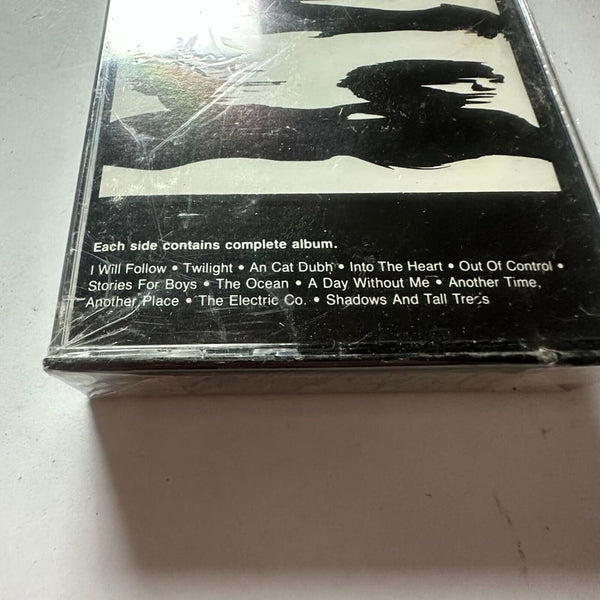 Each side contains complete album.
I Will Follow • Twilight • An Cat Dubh • Into The Heart • Out Of Control •
Stories For Boys • The Ocean • A Day Without Me • Another Time,
Another Place • The Electric Co. • Shadows And Tall Trees